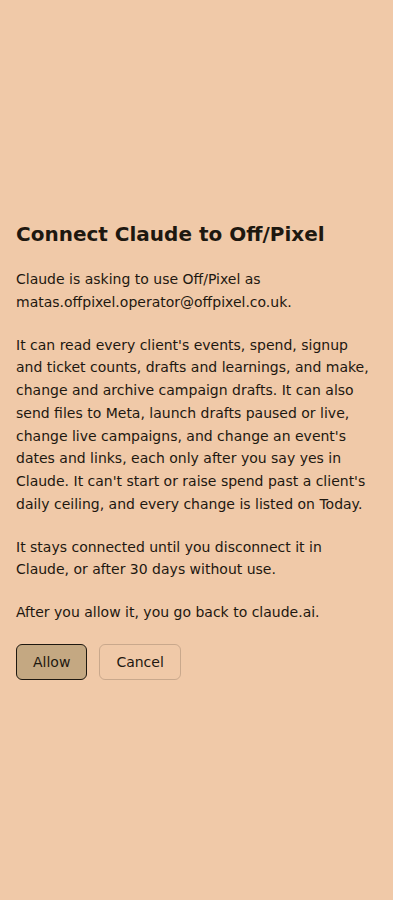 Connect Claude to Off/Pixel
Claude is asking to use Off/Pixel as
matas.offpixel.operator@offpixel.co.uk.
It can read every client's events, spend, signup
and ticket counts, drafts and learnings, and make,
change and archive campaign drafts. It can also
send files to Meta, launch drafts paused or live,
change live campaigns, and change an event's
dates and links, each only after you say yes in
Claude. It can't start or raise spend past a client's
daily ceiling, and every change is listed on Today.
It stays connected until you disconnect it in
Claude, or after 30 days without use.
After you allow it, you go back to claude.ai.
Allow
Cancel